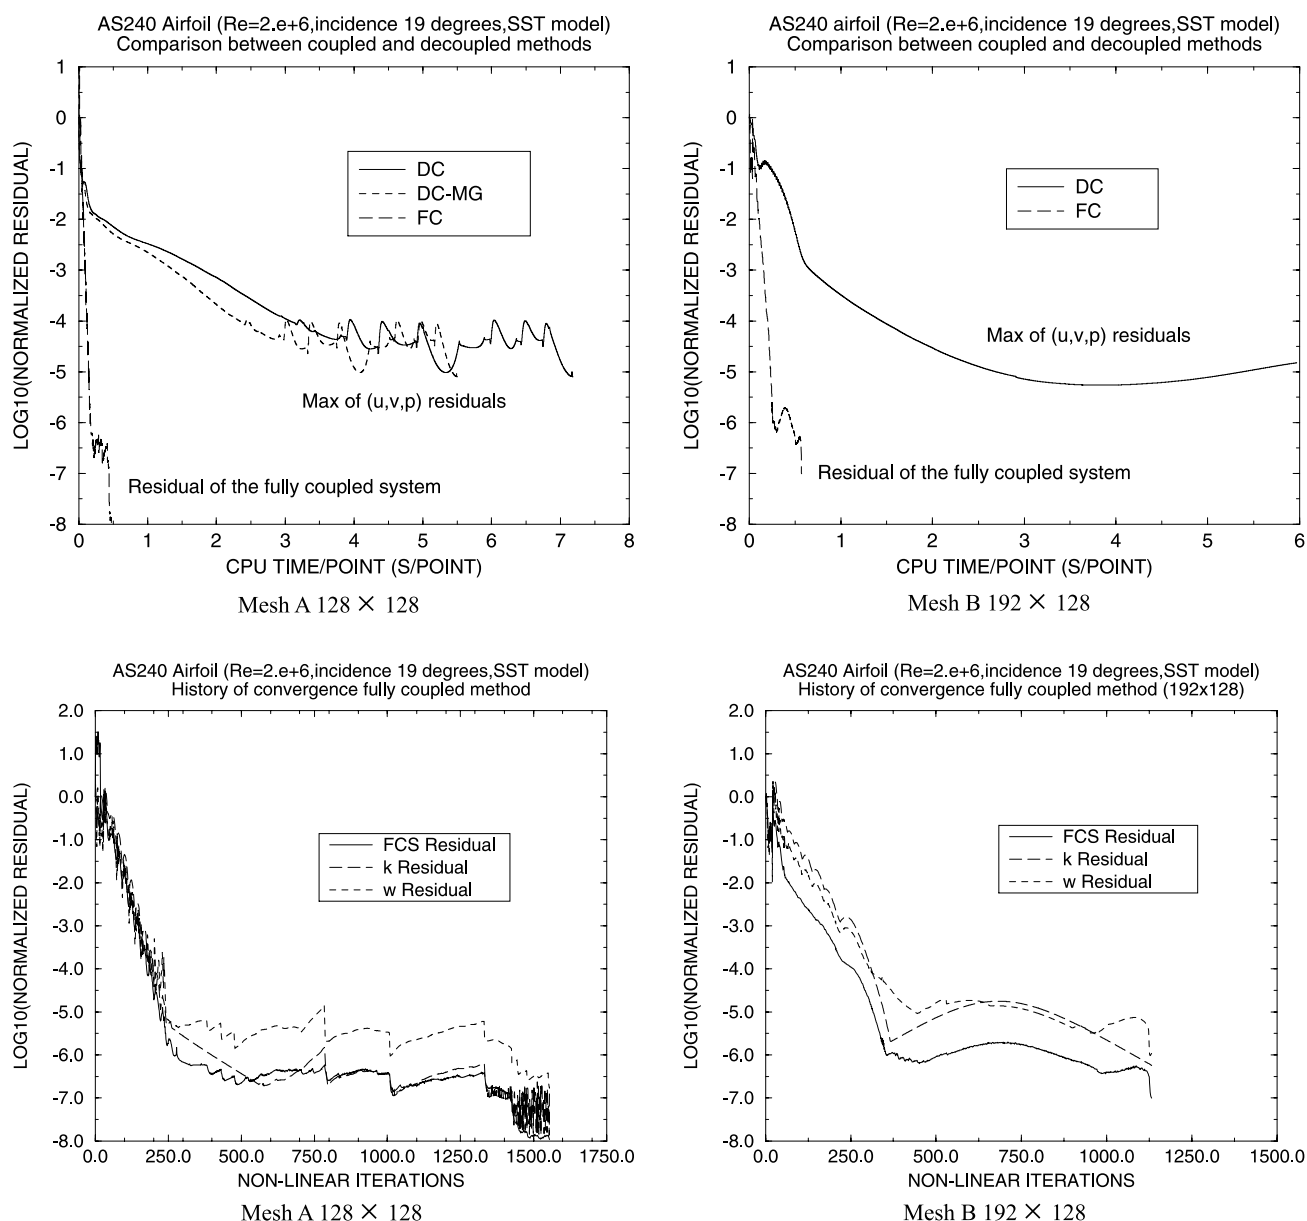 AS240 Airfoil (Re=2.e+6,incidence 19 degrees,SST model)
Comparison between coupled and decoupled methods
LOG10(NORMALIZED RESIDUAL)
1
0
-1
-2
-3
-4
-5
-6
-7
-8
DC
DC-MG
FC
Max of (u,v,p) residuals
Residual of the fully coupled system
0 1 2 3 4 5 6 7 8
CPU TIME/POINT (S/POINT)
Mesh A 128 × 128
AS240 airfoil (Re=2.e+6,incidence 19 degrees,SST model)
Comparison between coupled and decoupled methods
LOG10(NORMALIZED RESIDUAL)
1
0
-1
-2
-3
-4
-5
-6
-7
-8
DC
FC
Max of (u,v,p) residuals
Residual of the fully coupled system
0 1 2 3 4 5 6
CPU TIME/POINT (S/POINT)
Mesh B 192 × 128
AS240 Airfoil (Re=2.e+6,incidence 19 degrees,SST model)
History of convergence fully coupled method
LOG10(NORMALIZED RESIDUAL)
2.0
1.0
0.0
-1.0
-2.0
-3.0
-4.0
-5.0
-6.0
-7.0
-8.0
FCS Residual
k Residual
w Residual
0.0 250.0 500.0 750.0 1000.0 1250.0 1500.0 1750.0
NON-LINEAR ITERATIONS
Mesh A 128 × 128
AS240 Airfoil (Re=2.e+6,incidence 19 degrees,SST model)
History of convergence fully coupled method (192x128)
LOG10(NORMALIZED RESIDUAL)
2.0
1.0
0.0
-1.0
-2.0
-3.0
-4.0
-5.0
-6.0
-7.0
-8.0
FCS Residual
k Residual
w Residual
0.0 250.0 500.0 750.0 1000.0 1250.0 1500.0
NON-LINEAR ITERATIONS
Mesh B 192 × 128